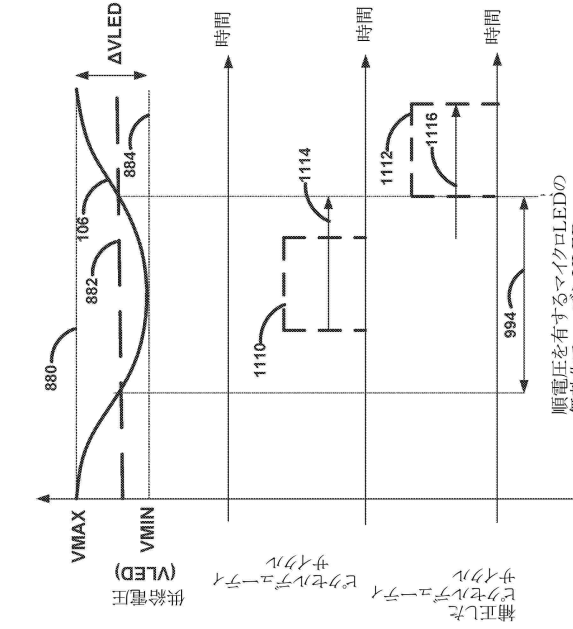 880
882
106
884
ΔVLED
VMAX
VMIN
供給電圧
(VLED)
時間
ピクセルデューティ
サイクル
1110
1114
時間
補正した
ピクセルデューティ
サイクル
1112
1116
時間
994
順電圧を有するマイクロLEDの